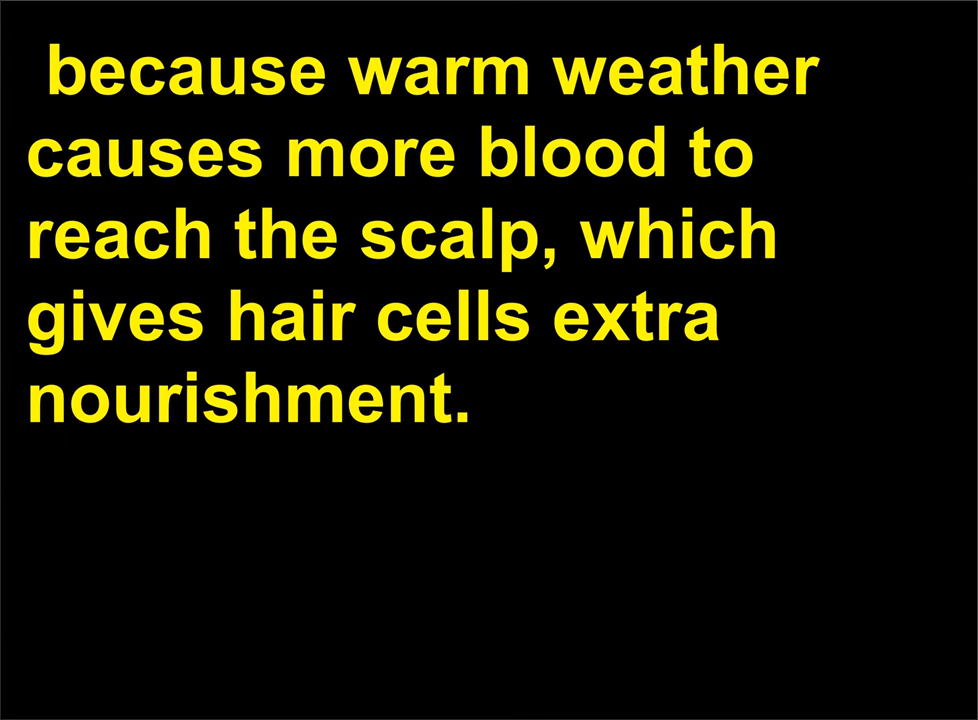 because warm weather
causes more blood to
reach the scalp, which
gives hair cells extra
nourishment.